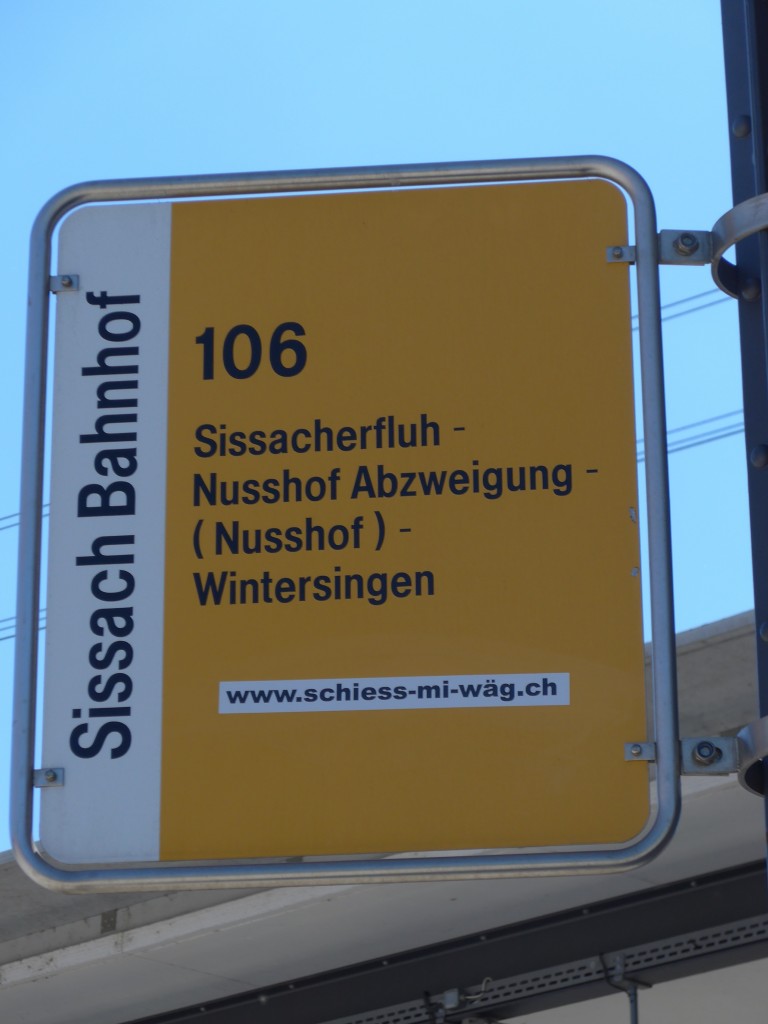 Sissach Bahnhof
106
Sissacherfluh -
Nusshof Abzweigung -
( Nusshof ) -
Wintersingen
www.schiess-mi-wäg.ch